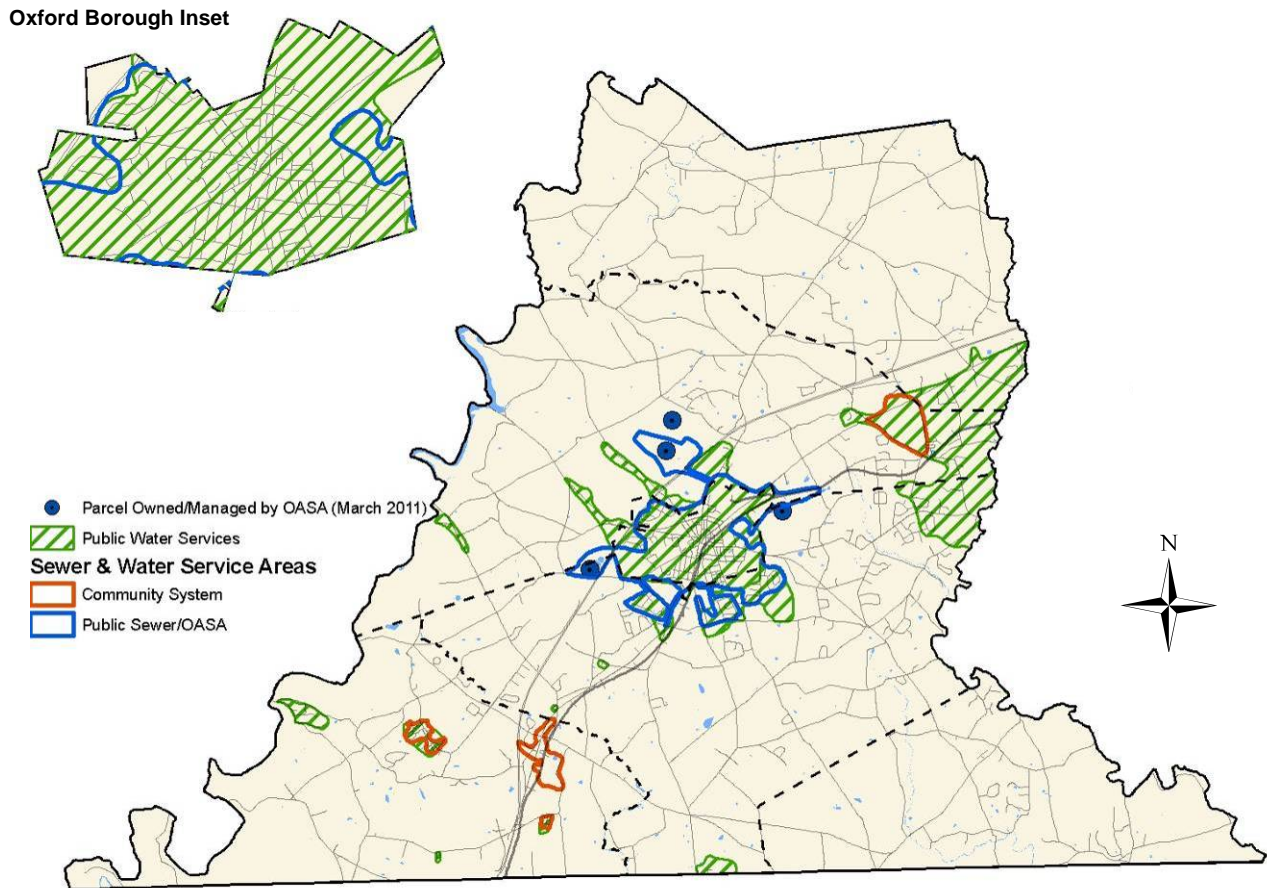 Oxford Borough Inset
Parcel Owned/Managed by OASA (March 2011)
Public Water Services
Sewer & Water Service Areas
Community System
Public Sewer/OASA
N